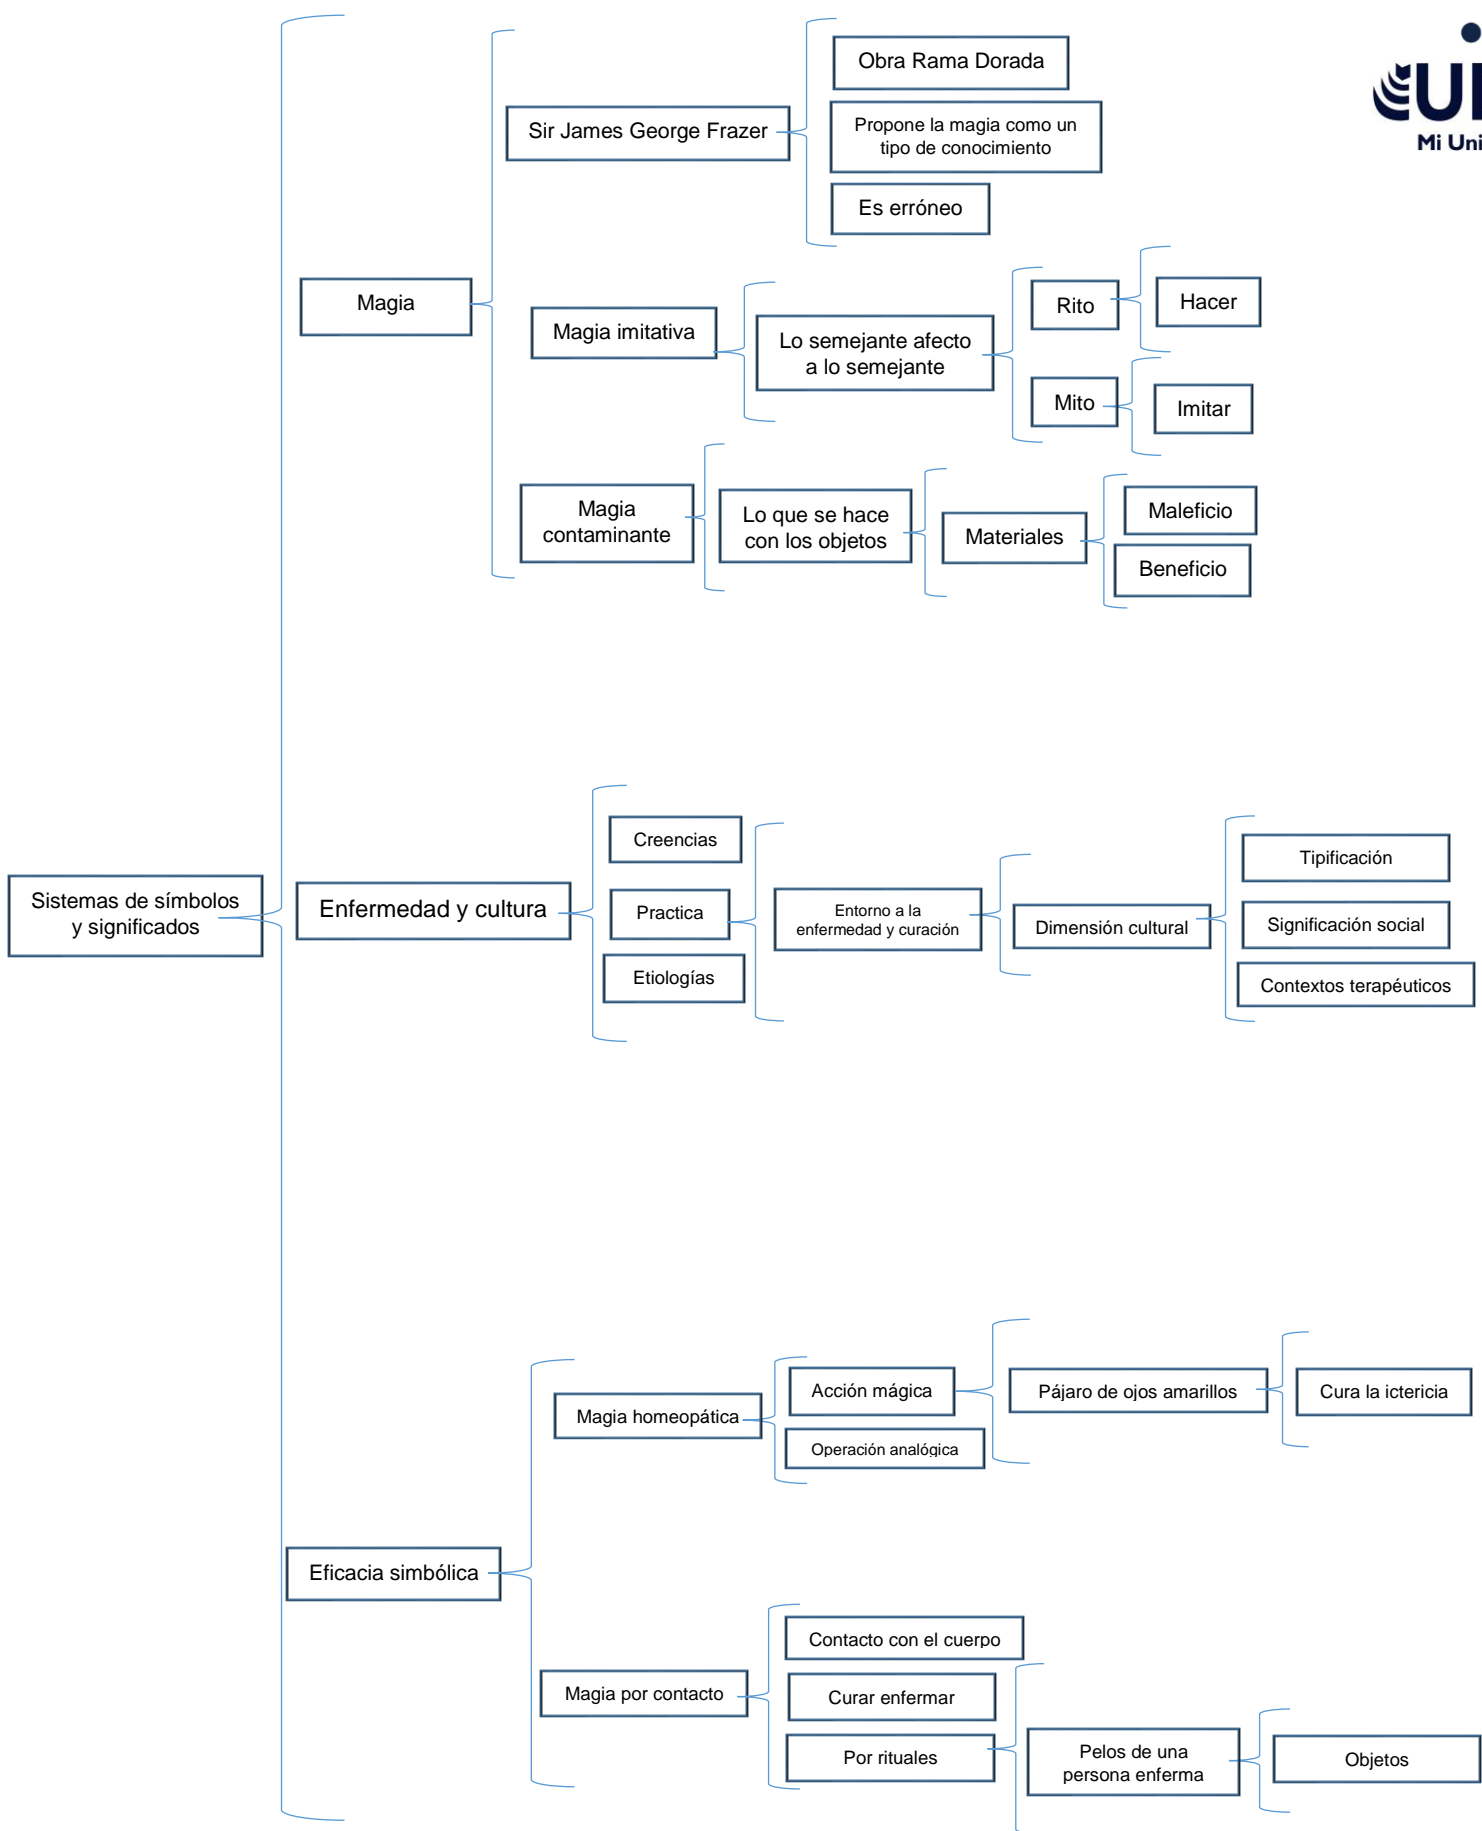 Obra Rama Dorada
Sir James George Frazer
Propone la magia como un
tipo de conocimiento
Es erróneo
Mi Uni
Magia
Magia imitativa
Lo semejante afecto
a lo semejante
Rito
Hacer
Mito
Imitar
Magia
contaminante
Lo que se hace
con los objetos
Materiales
Maleficio
Beneficio
Sistemas de símbolos
y significados
Enfermedad y cultura
Creencias
Practica
Etiologías
Entorno a la
enfermedad y curación
Dimensión cultural
Tipificación
Significación social
Contextos terapéuticos
Eficacia simbólica
Magia homeopática
Acción mágica
Operación analógica
Pájaro de ojos amarillos
Cura la ictericia
Magia por contacto
Contacto con el cuerpo
Curar enfermar
Por rituales
Pelos de una
persona enferma
Objetos